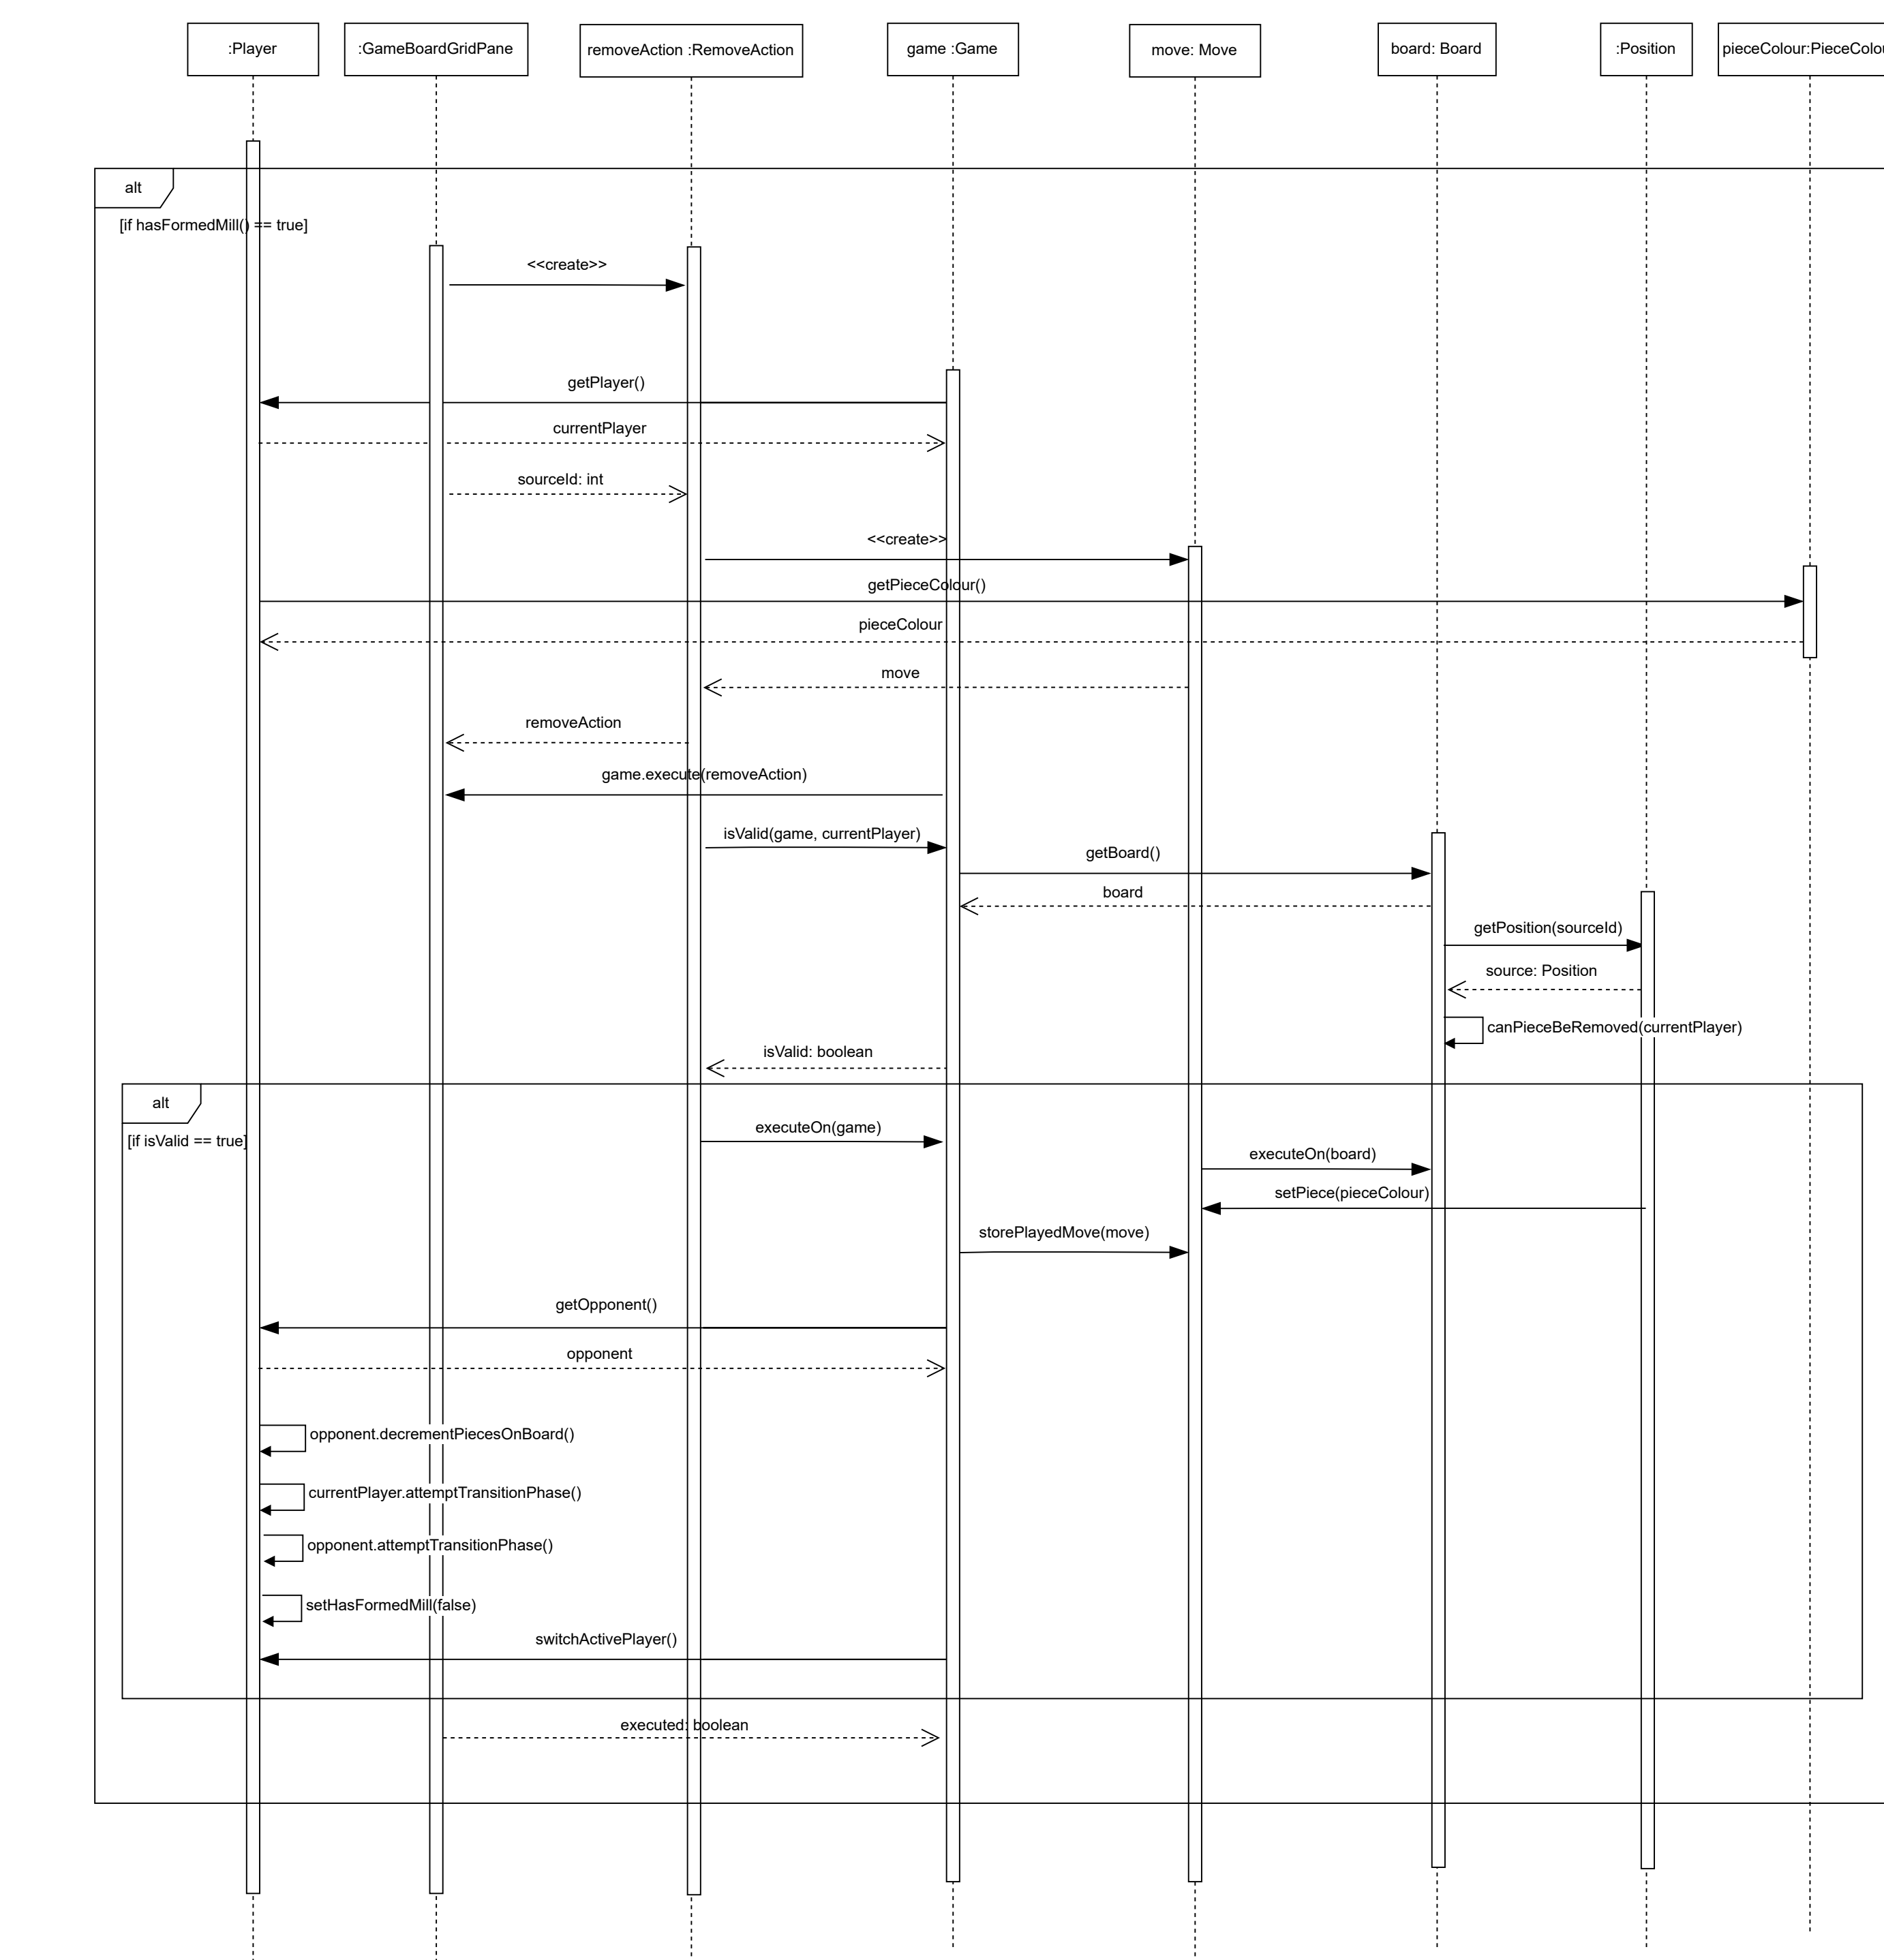 :Player
:GameBoardGridPane
removeAction :RemoveAction
game :Game
move: Move
board: Board
:Position
pieceColour:PieceColou
alt
[if hasFormedMill() == true]
<<create>>
getPlayer()
currentPlayer
sourceId: int
<<create>>
getPieceColour()
pieceColour
move
removeAction
game.execute(removeAction)
isValid(game, currentPlayer)
getBoard()
board
getPosition(sourceId)
source: Position
canPieceBeRemoved(currentPlayer)
isValid: boolean
alt
[if isValid == true]
executeOn(game)
executeOn(board)
setPiece(pieceColour)
storePlayedMove(move)
getOpponent()
opponent
opponent.decrementPiecesOnBoard()
currentPlayer.attemptTransitionPhase()
opponent.attemptTransitionPhase()
setHasFormedMill(false)
switchActivePlayer()
executed: boolean